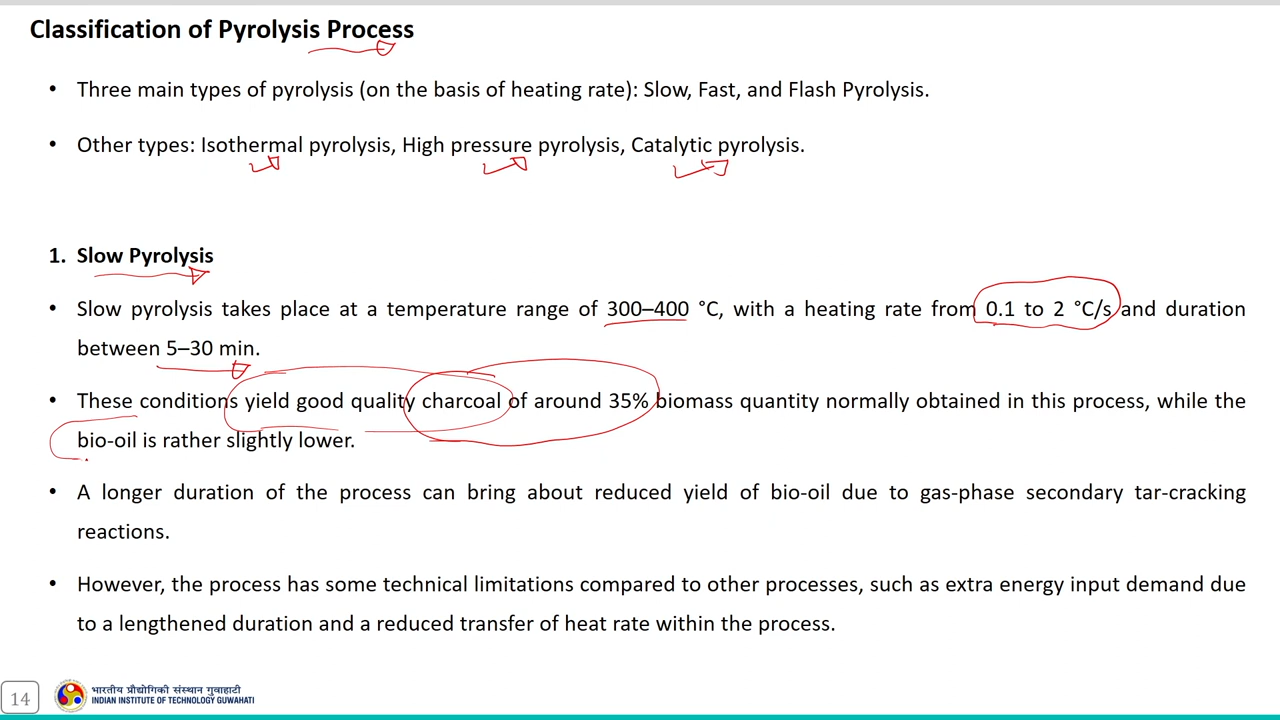 Classification of Pyrolysis Process
• Three main types of pyrolysis (on the basis of heating rate): Slow, Fast, and Flash Pyrolysis.
• Other types: Isothermal pyrolysis, High pressure pyrolysis, Catalytic pyrolysis.
1. Slow Pyrolysis
• Slow pyrolysis takes place at a temperature range of 300–400 °C, with a heating rate from 0.1 to 2 °C/s and duration
between 5–30 min.
• These conditions yield good quality charcoal of around 35% biomass quantity normally obtained in this process, while the
bio-oil is rather slightly lower.
• A longer duration of the process can bring about reduced yield of bio-oil due to gas-phase secondary tar-cracking
reactions.
• However, the process has some technical limitations compared to other processes, such as extra energy input demand due
to a lengthened duration and a reduced transfer of heat rate within the process.
14
भारतीय प्रौद्योगिकी संस्थान गुवाहाटी
INDIAN INSTITUTE OF TECHNOLOGY GUWAHATI